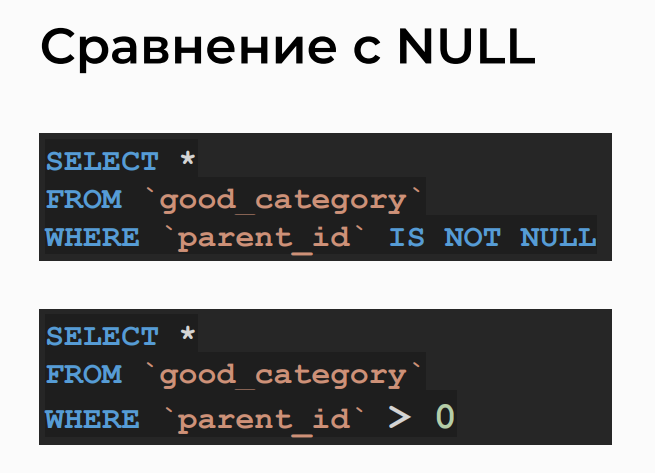 Сравнение с NULL
SELECT *
FROM `good_category`
WHERE `parent_id` IS NOT NULL
SELECT *
FROM `good_category`
WHERE `parent_id` > 0